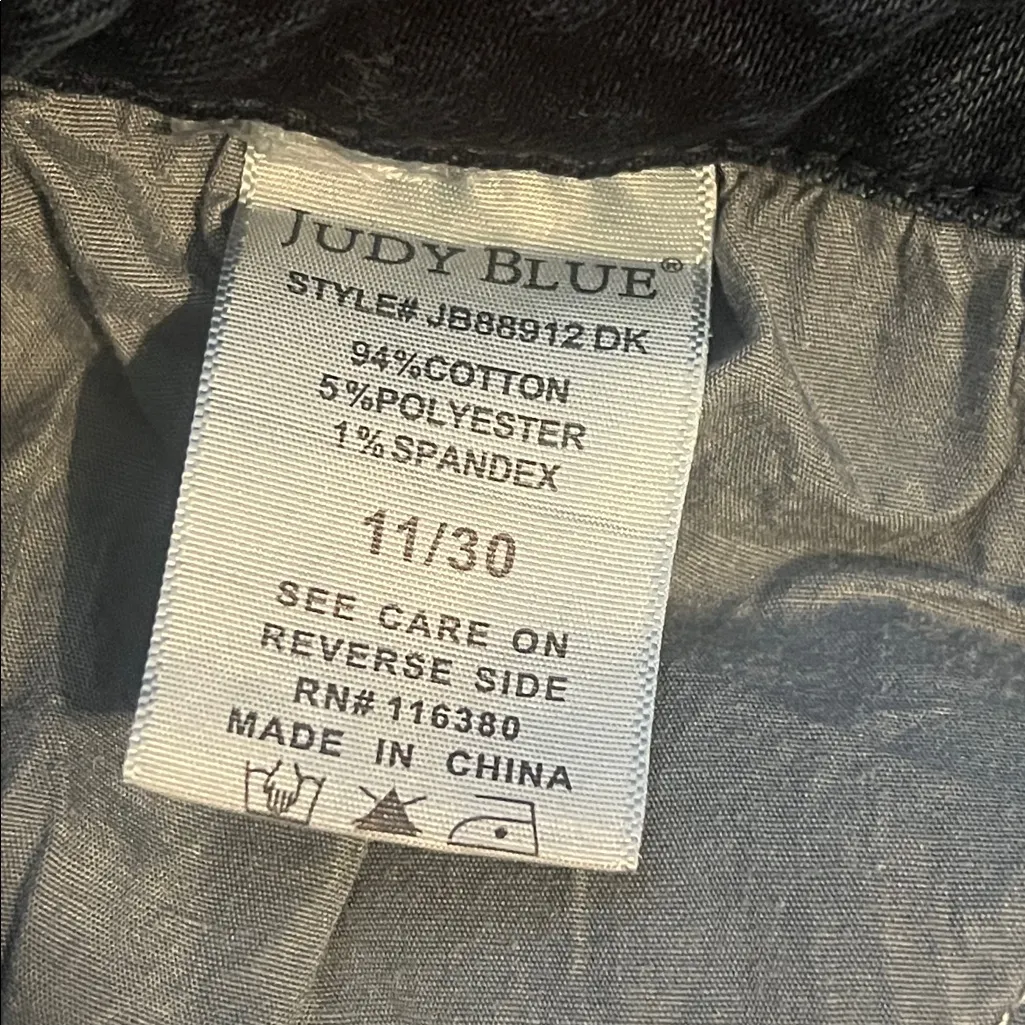 JUDY BLUE®
STYLE# JB88912 DK
94%COTTON
5%POLYESTER
1%SPANDEX
11/30
SEE CARE ON
REVERSE SIDE
RN# 116380
MADE IN CHINA